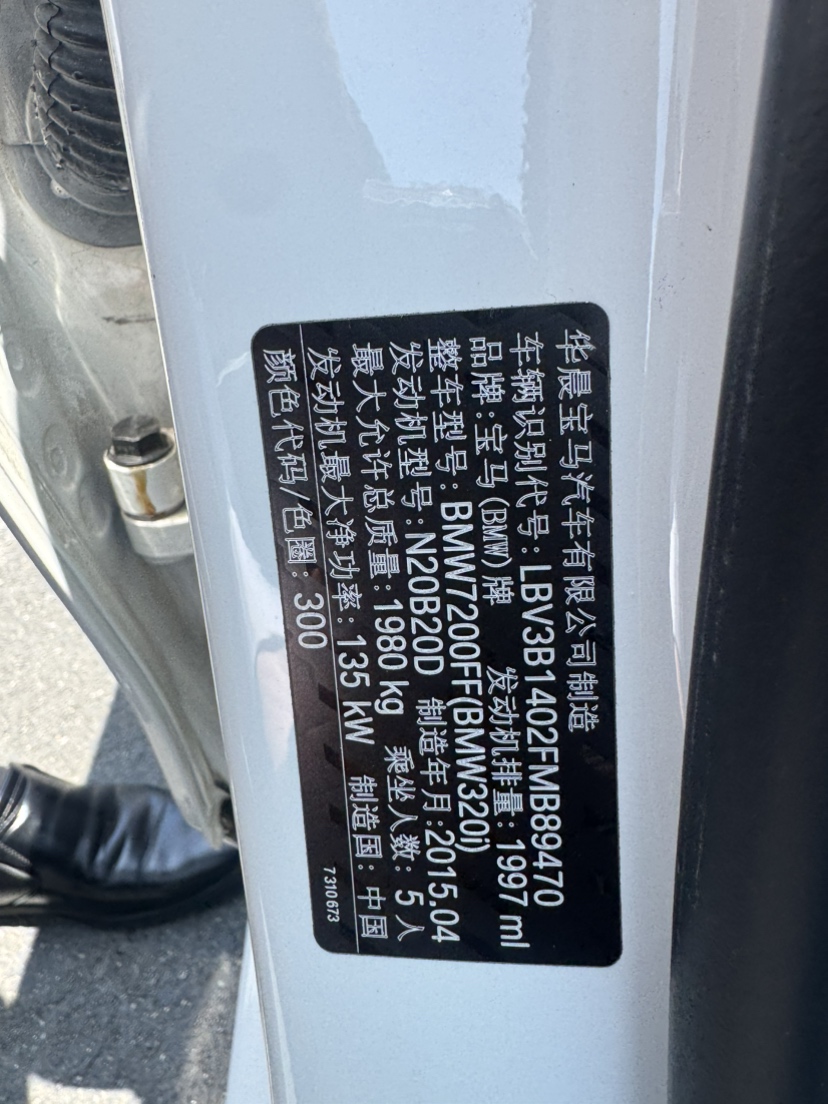 华晨宝马汽车有限公司制造
车辆识别代号:LBV3B1402FMB89470
品牌:宝马(BMW)牌 发动机排量:1997 ml
整车型号:BMW7200FF(BMW320i)
发动机型号:N20B20D 制造年月:2015.04
最大允许总质量:1980 kg 乘坐人数:5 人
发动机最大净功率:135 kW 制造国:中国
颜色代码/色圈:300 7310673